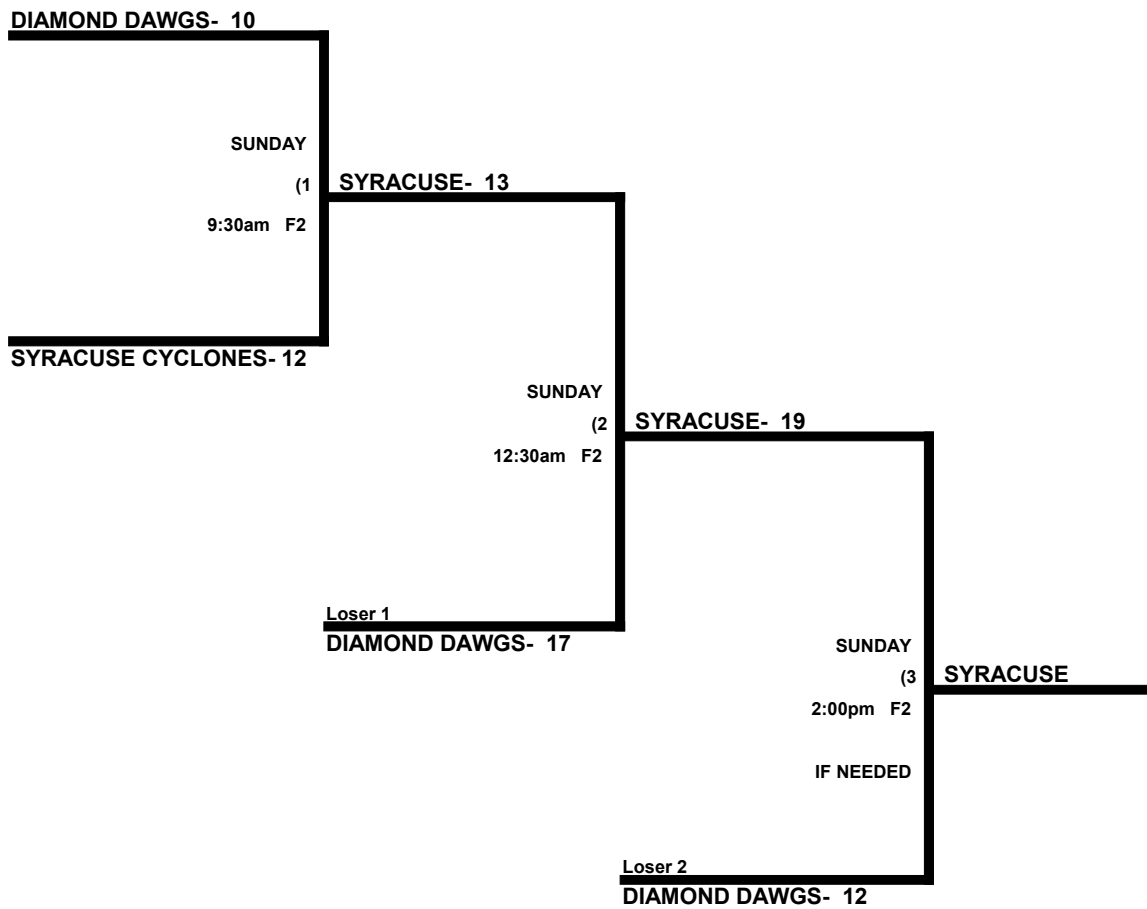 DIAMOND DAWGS- 10
SUNDAY
(1
SYRACUSE- 13
9:30am F2
SYRACUSE CYCLONES- 12
SUNDAY
(2
SYRACUSE- 19
12:30am F2
Loser 1
DIAMOND DAWGS- 17
SUNDAY
(3
SYRACUSE
2:00pm F2
IF NEEDED
Loser 2
DIAMOND DAWGS- 12